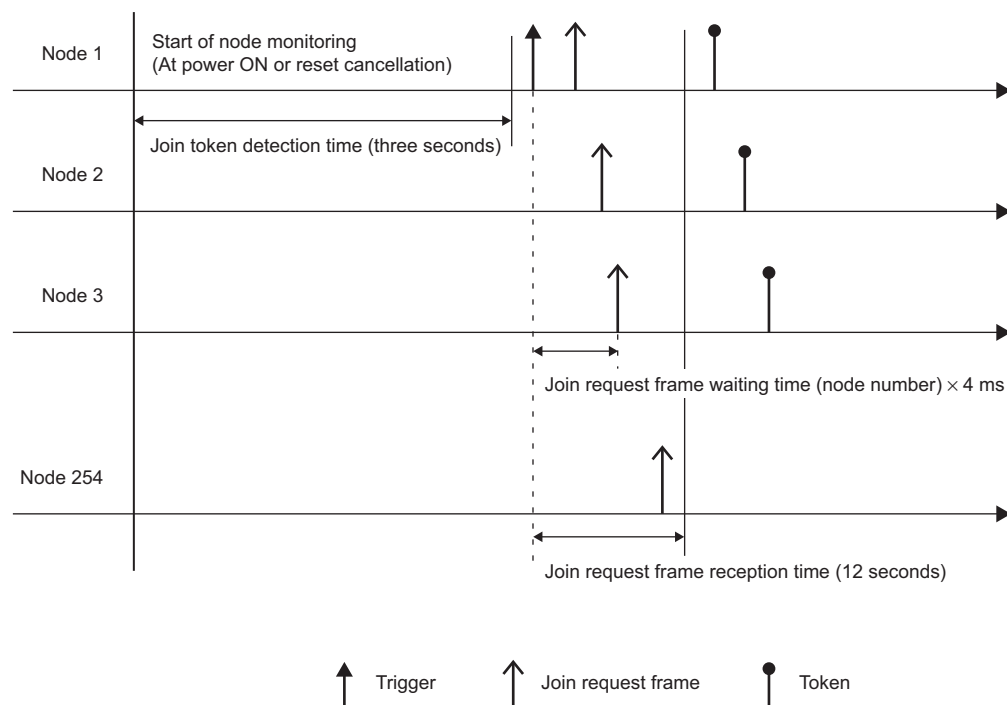 Node 1
Start of node monitoring
(At power ON or reset cancellation)
Join token detection time (three seconds)
Node 2
Node 3
Join request frame waiting time (node number) × 4 ms
Node 254
Join request frame reception time (12 seconds)
Trigger
Join request frame
Token